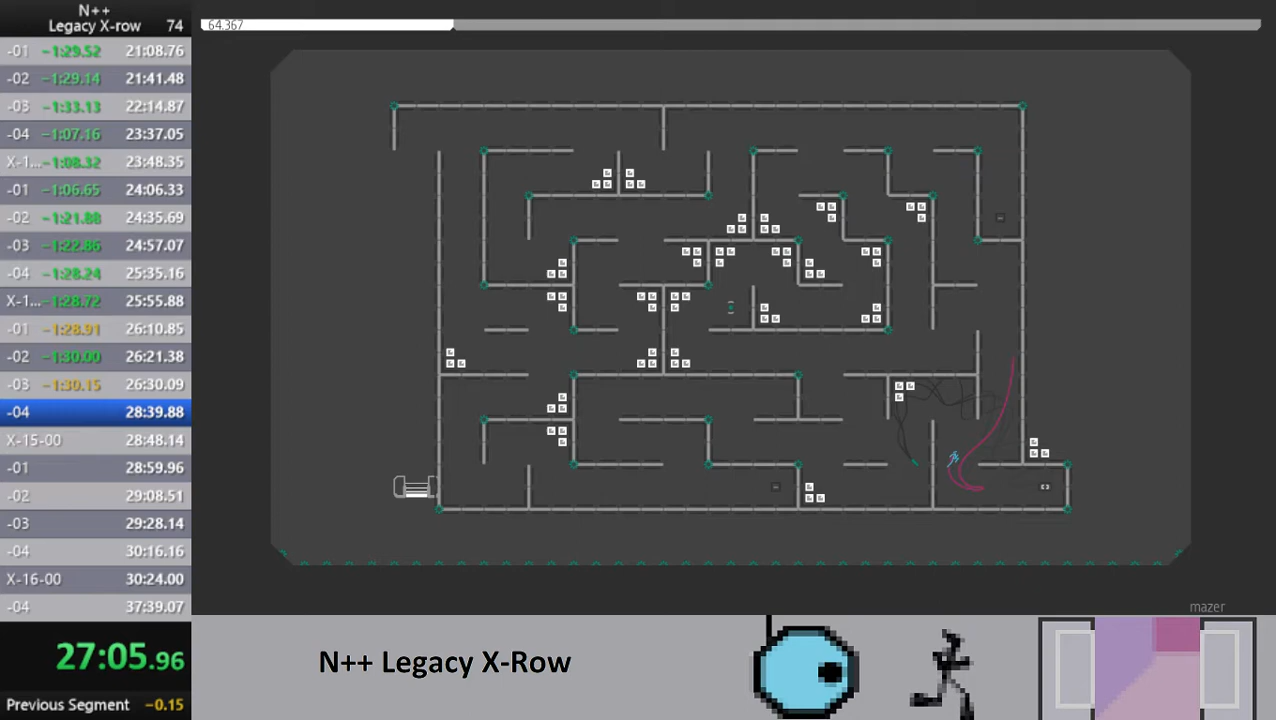 N++
Legacy X-row 74
-01 −1:29.52 21:08.76
-02 −1:29.14 21:41.48
-03 −1:33.13 22:14.87
-04 −1:07.16 23:37.05
X-1... −1:08.32 23:48.35
-01 −1:06.65 24:06.33
-02 −1:21.88 24:35.69
-03 −1:22.86 24:57.07
-04 −1:28.24 25:35.16
X-1... −1:28.72 25:55.88
-01 −1:28.91 26:10.85
-02 −1:30.00 26:21.38
-03 −1:30.15 26:30.09
-04 28:39.88
X-15-00 28:48.14
-01 28:59.96
-02 29:08.51
-03 29:28.14
-04 30:16.16
X-16-00 30:24.00
-04 37:39.07
27:05.96
Previous Segment −0.15
64.367
mazer
N++ Legacy X-Row